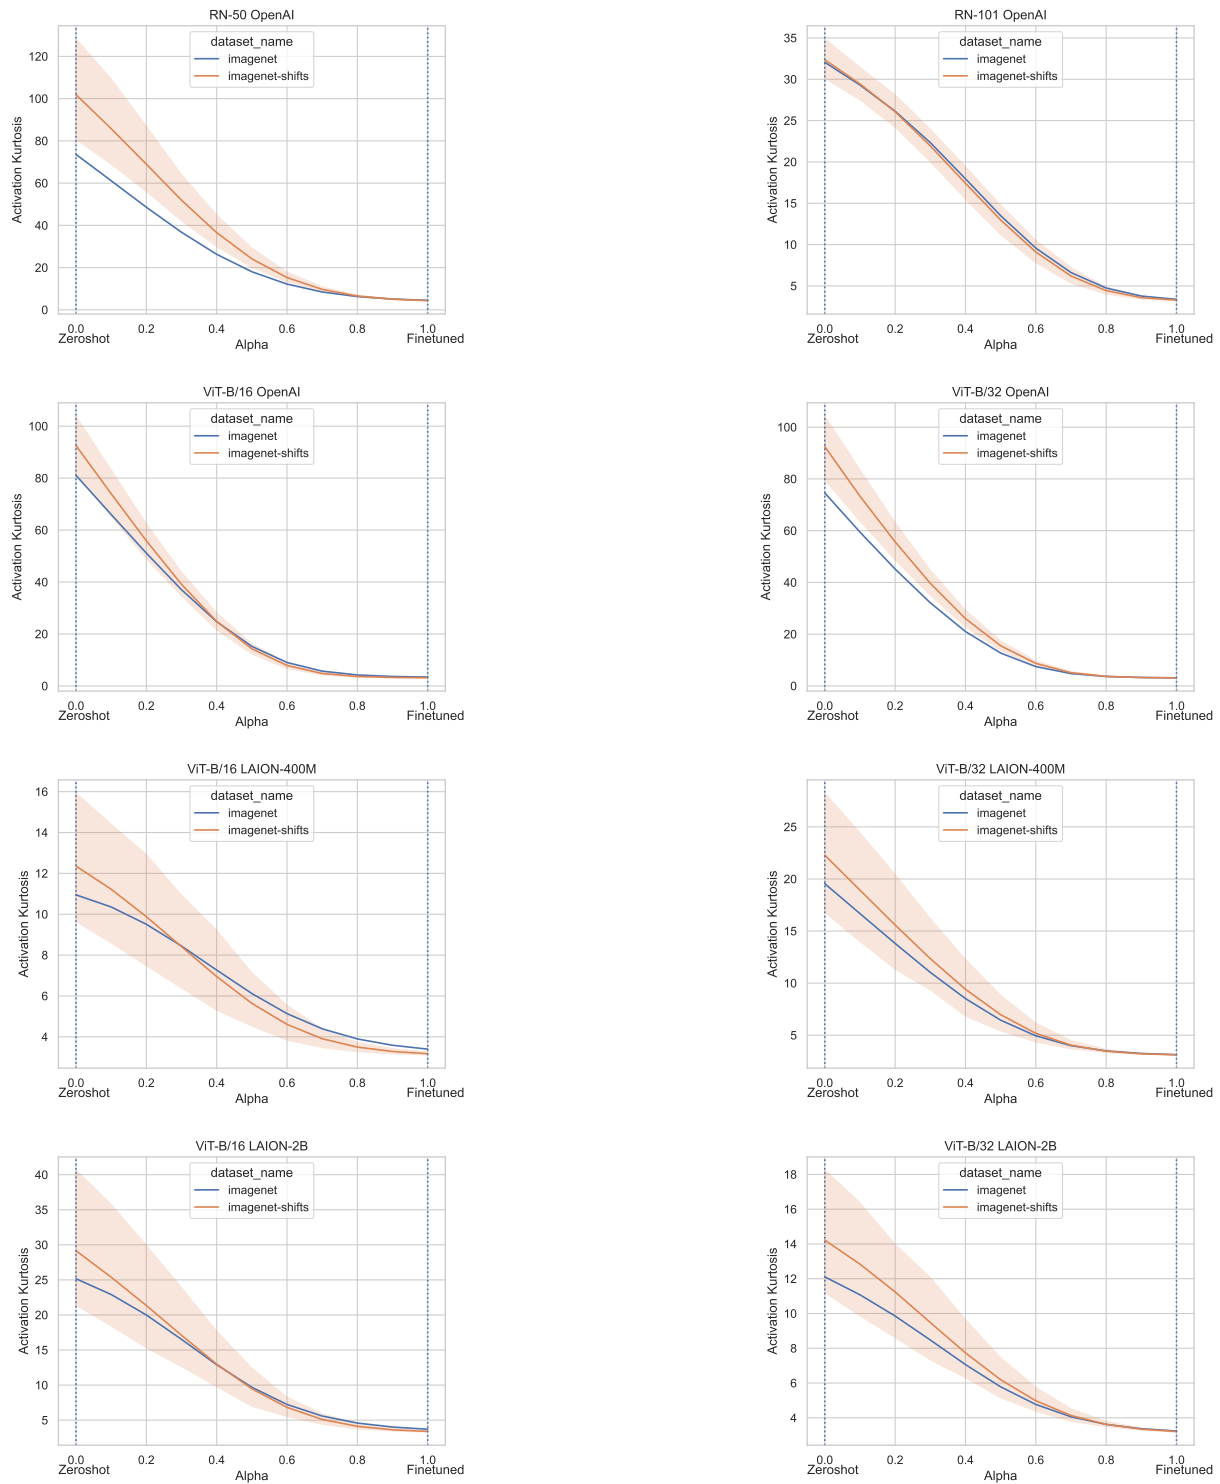 RN-50 OpenAI
dataset_name
imagenet
imagenet-shifts
Activation Kurtosis
120
100
80
60
40
20
0
0.0 0.2 0.4 0.6 0.8 1.0
Zeroshot Alpha Finetuned
RN-101 OpenAI
dataset_name
imagenet
imagenet-shifts
Activation Kurtosis
35
30
25
20
15
10
5
0.0 0.2 0.4 0.6 0.8 1.0
Zeroshot Alpha Finetuned
ViT-B/16 OpenAI
dataset_name
imagenet
imagenet-shifts
Activation Kurtosis
100
80
60
40
20
0
0.0 0.2 0.4 0.6 0.8 1.0
Zeroshot Alpha Finetuned
ViT-B/32 OpenAI
dataset_name
imagenet
imagenet-shifts
Activation Kurtosis
100
80
60
40
20
0
0.0 0.2 0.4 0.6 0.8 1.0
Zeroshot Alpha Finetuned
ViT-B/16 LAION-400M
dataset_name
imagenet
imagenet-shifts
Activation Kurtosis
16
14
12
10
8
6
4
0.0 0.2 0.4 0.6 0.8 1.0
Zeroshot Alpha Finetuned
ViT-B/32 LAION-400M
dataset_name
imagenet
imagenet-shifts
Activation Kurtosis
25
20
15
10
5
0.0 0.2 0.4 0.6 0.8 1.0
Zeroshot Alpha Finetuned
ViT-B/16 LAION-2B
dataset_name
imagenet
imagenet-shifts
Activation Kurtosis
40
35
30
25
20
15
10
5
0.0 0.2 0.4 0.6 0.8 1.0
Zeroshot Alpha Finetuned
ViT-B/32 LAION-2B
dataset_name
imagenet
imagenet-shifts
Activation Kurtosis
18
16
14
12
10
8
6
4
0.0 0.2 0.4 0.6 0.8 1.0
Zeroshot Alpha Finetuned